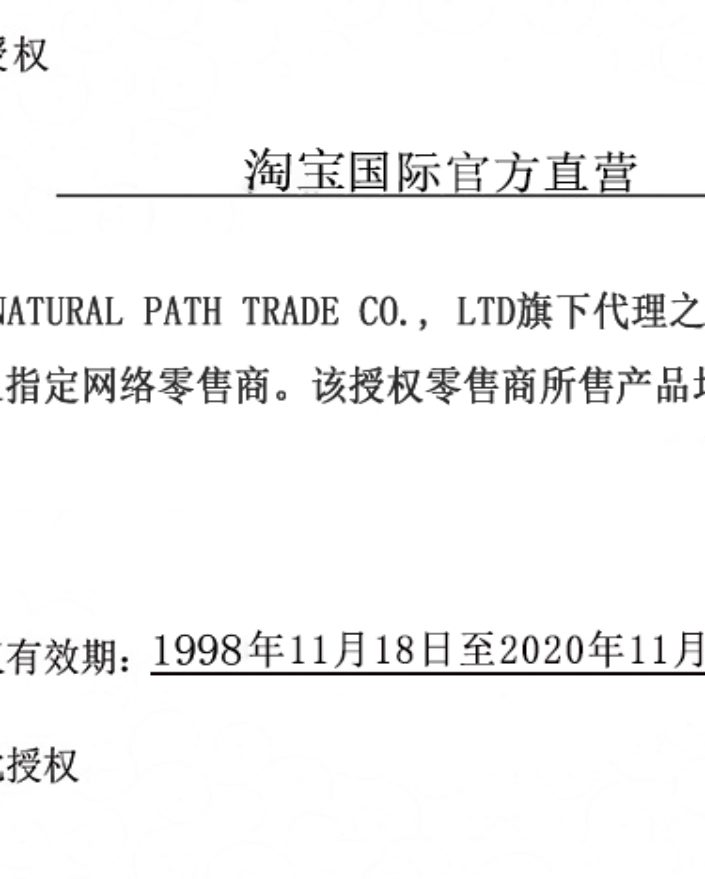 授权
淘宝国际官方直营
NATURAL PATH TRADE CO., LTD旗下代理之
指定网络零售商。该授权零售商所售产品均
有效期：1998年11月18日至2020年11月
授权